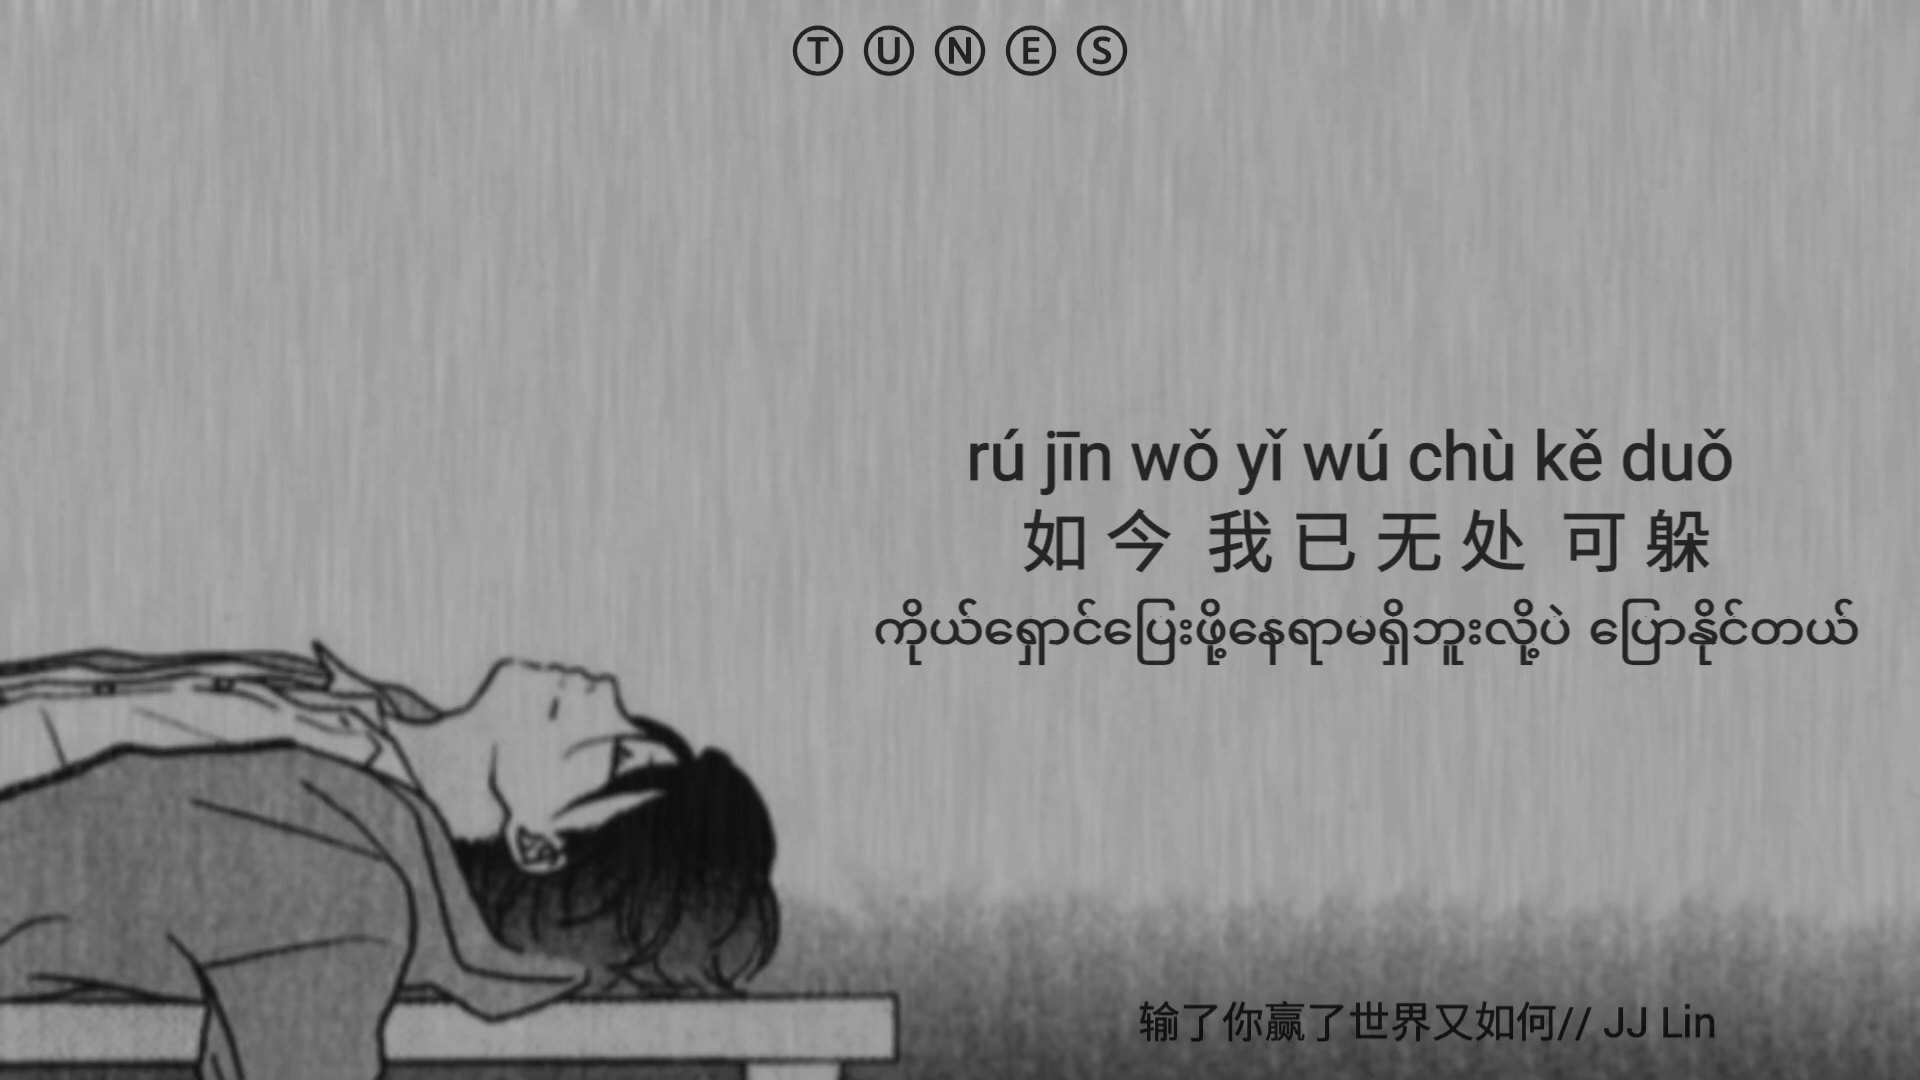 ⓉⓊⓃⒺⓈ
rú jīn wǒ yǐ wú chù kě duǒ
如今 我已无处 可躲
ကိုယ်ရှောင်ပြေးဖို့နေရာမရှိဘူးလို့ပဲ ပြောနိုင်တယ်
输了你赢了世界又如何// JJ Lin